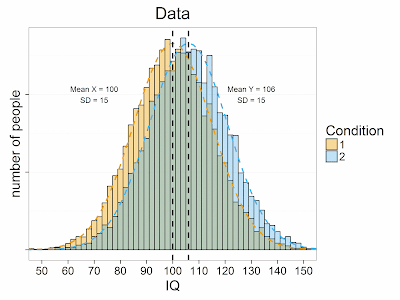 Data
number of people
Mean X = 100
SD = 15
Mean Y = 106
SD = 15
Condition
1
2
50 60 70 80 90 100 110 120 130 140 150
IQ